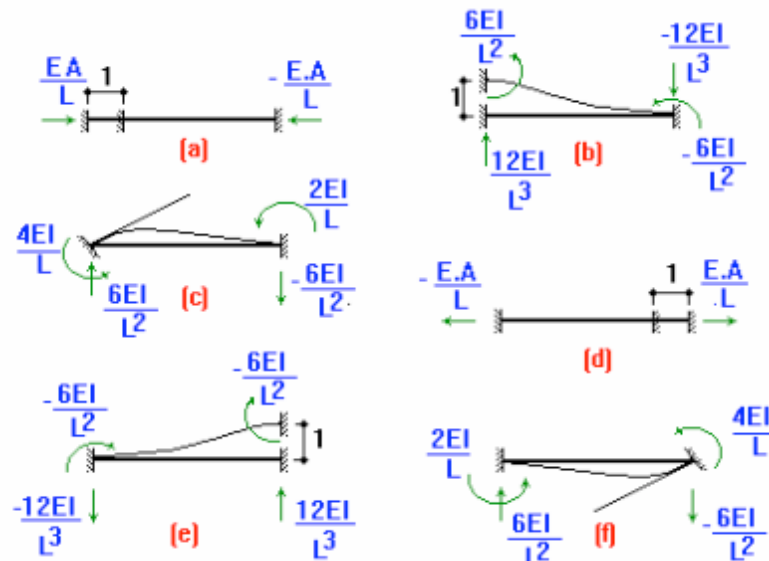 EA
L
1
- E.A
L
(a)
6EI
L²
-12EI
L³
1
12EI
L³
- 6EI
L²
(b)
4EI
L
2EI
L
6EI
L²
- 6EI
L²
(c)
- E.A
L
1
E.A
L
(d)
- 6EI
L²
- 6EI
L²
1
-12EI
L³
12EI
L³
(e)
2EI
L
4EI
L
6EI
L²
- 6EI
L²
(f)